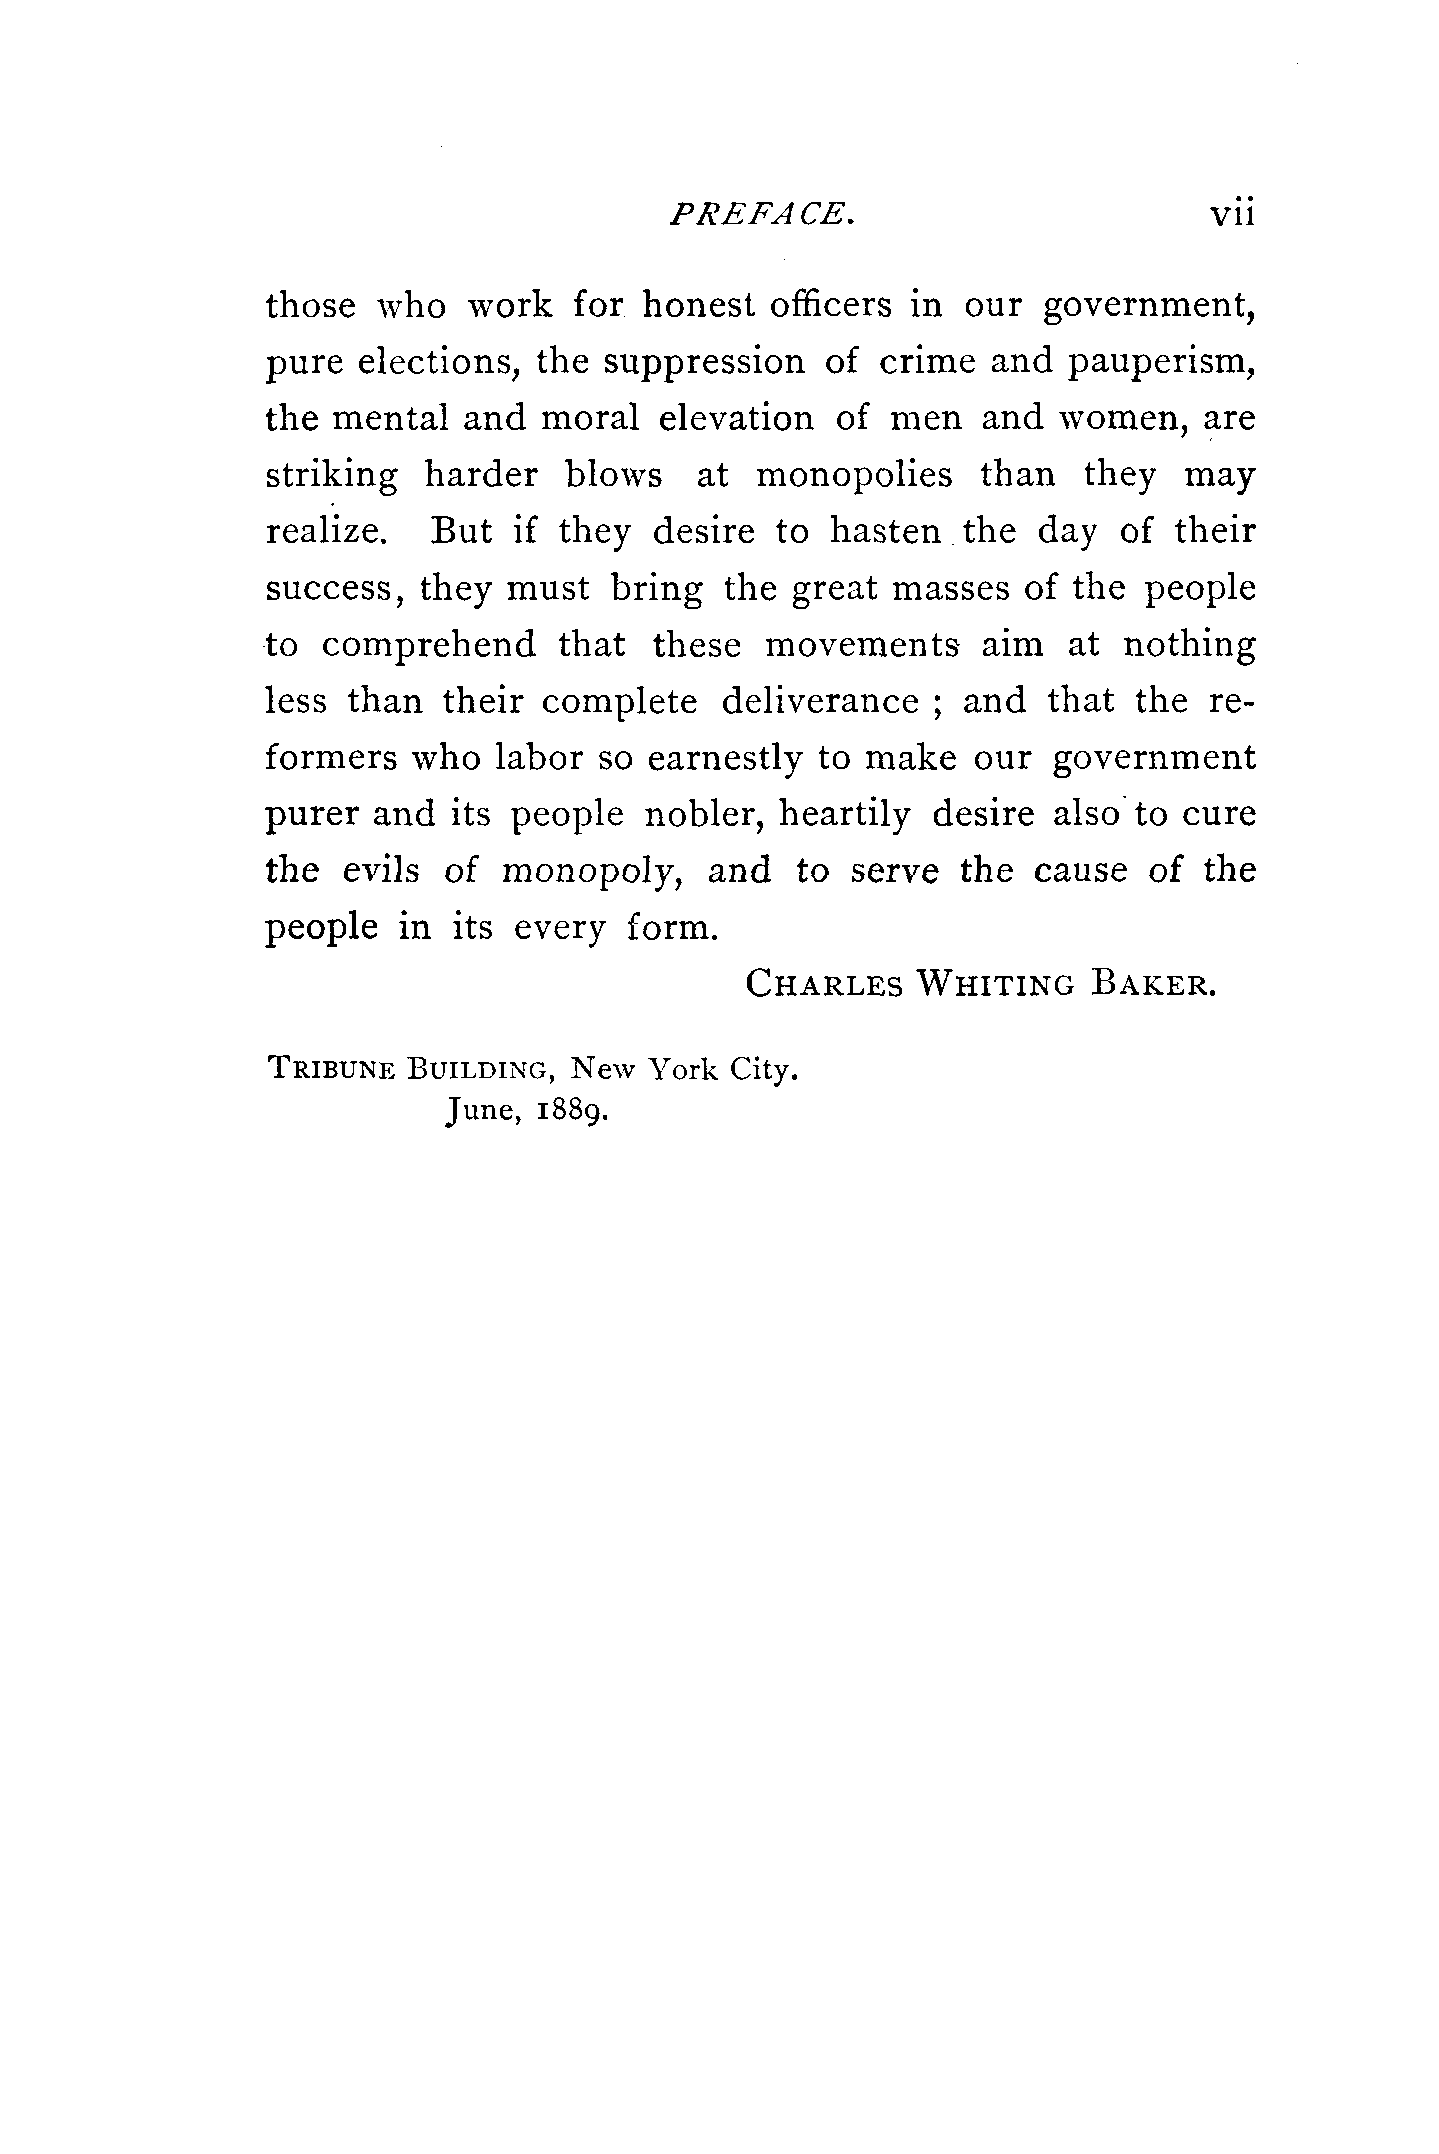 PREFACE. vii
those who work for honest officers in our government,
pure elections, the suppression of crime and pauperism,
the mental and moral elevation of men and women, are
striking harder blows at monopolies than they may
realize. But if they desire to hasten the day of their
success, they must bring the great masses of the people
to comprehend that these movements aim at nothing
less than their complete deliverance ; and that the re-
formers who labor so earnestly to make our government
purer and its people nobler, heartily desire also to cure
the evils of monopoly, and to serve the cause of the
people in its every form.
CHARLES WHITING BAKER.
TRIBUNE BUILDING, New York City.
June, 1889.